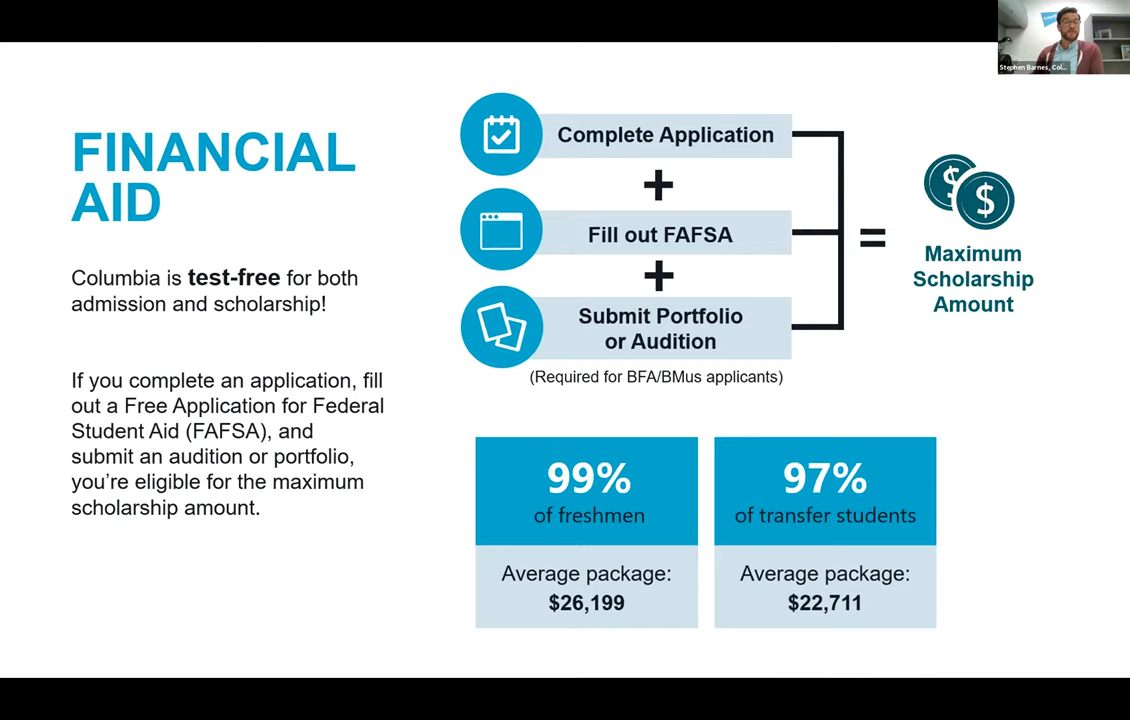 Stephen Barnes, Col...
FINANCIAL
AID
Columbia is test-free for both
admission and scholarship!
If you complete an application, fill
out a Free Application for Federal
Student Aid (FAFSA), and
submit an audition or portfolio,
you’re eligible for the maximum
scholarship amount.
Complete Application
+
Fill out FAFSA
+
Submit Portfolio
or Audition
(Required for BFA/BMus applicants)
=
$ $
Maximum
Scholarship
Amount
99%
of freshmen
Average package:
$26,199
97%
of transfer students
Average package:
$22,711